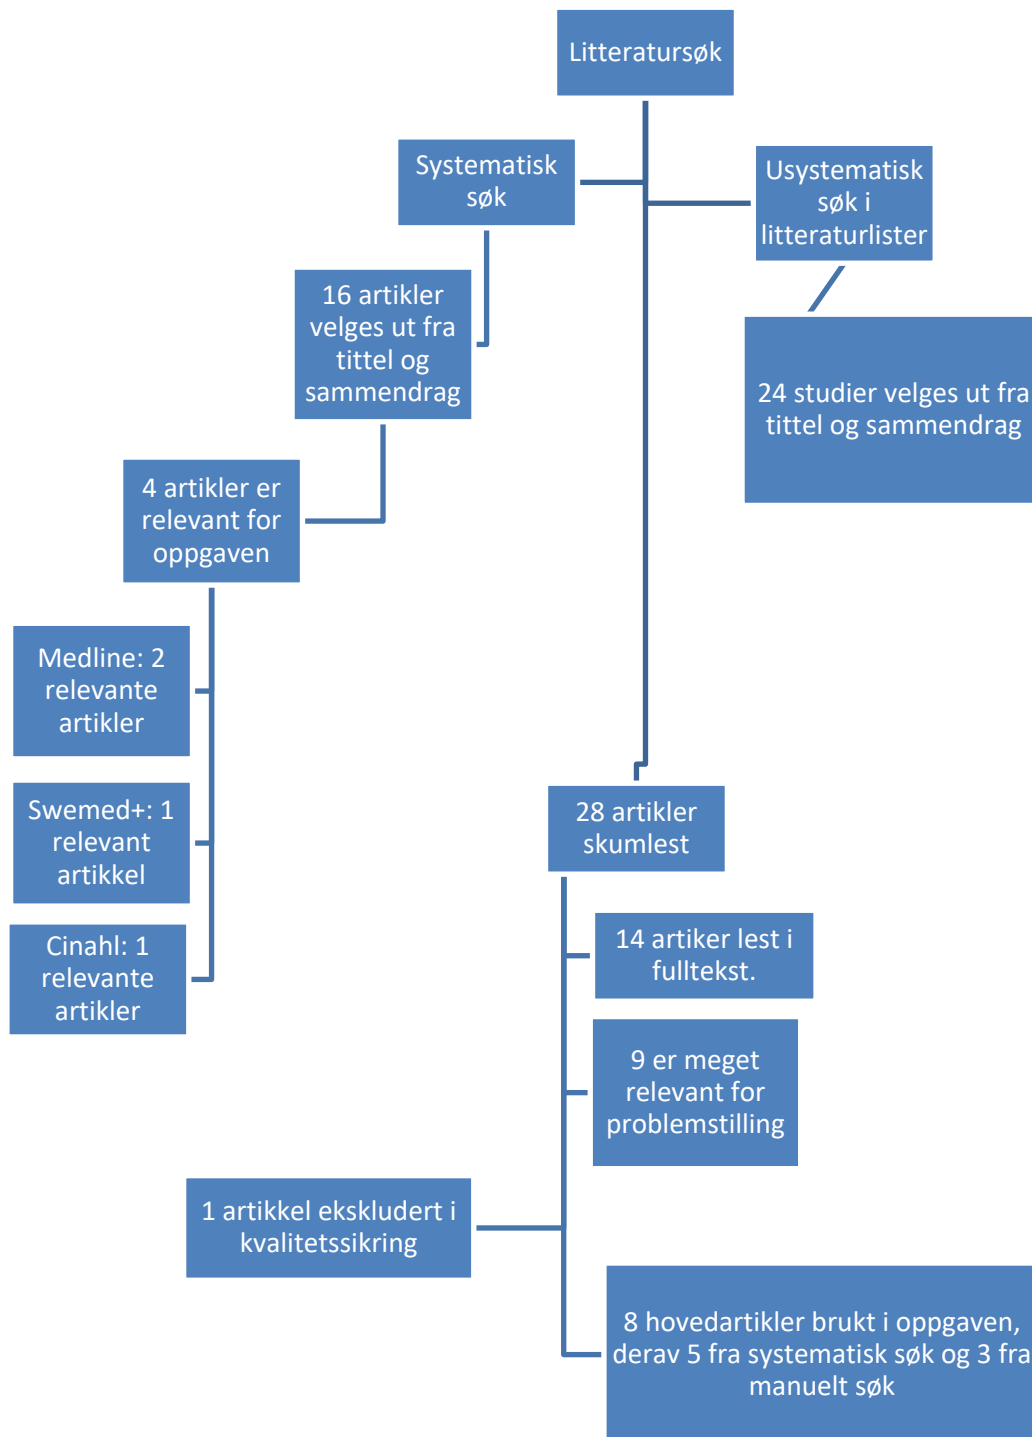 Litteratursøk
Systematisk
søk
Usystematisk
søk i
litteraturlister
16 artikler
velges ut fra
tittel og
sammendrag
24 studier velges ut fra
tittel og sammendrag
4 artikler er
relevant for
oppgaven
Medline: 2
relevante
artikler
Swemed+: 1
relevant
artikkel
Cinahl: 1
relevante
artikler
28 artikler
skumlest
14 artiker lest i
fulltekst.
9 er meget
relevant for
problemstilling
1 artikkel ekskludert i
kvalitetssikring
8 hovedartikler brukt i oppgaven,
derav 5 fra systematisk søk og 3 fra
manuelt søk